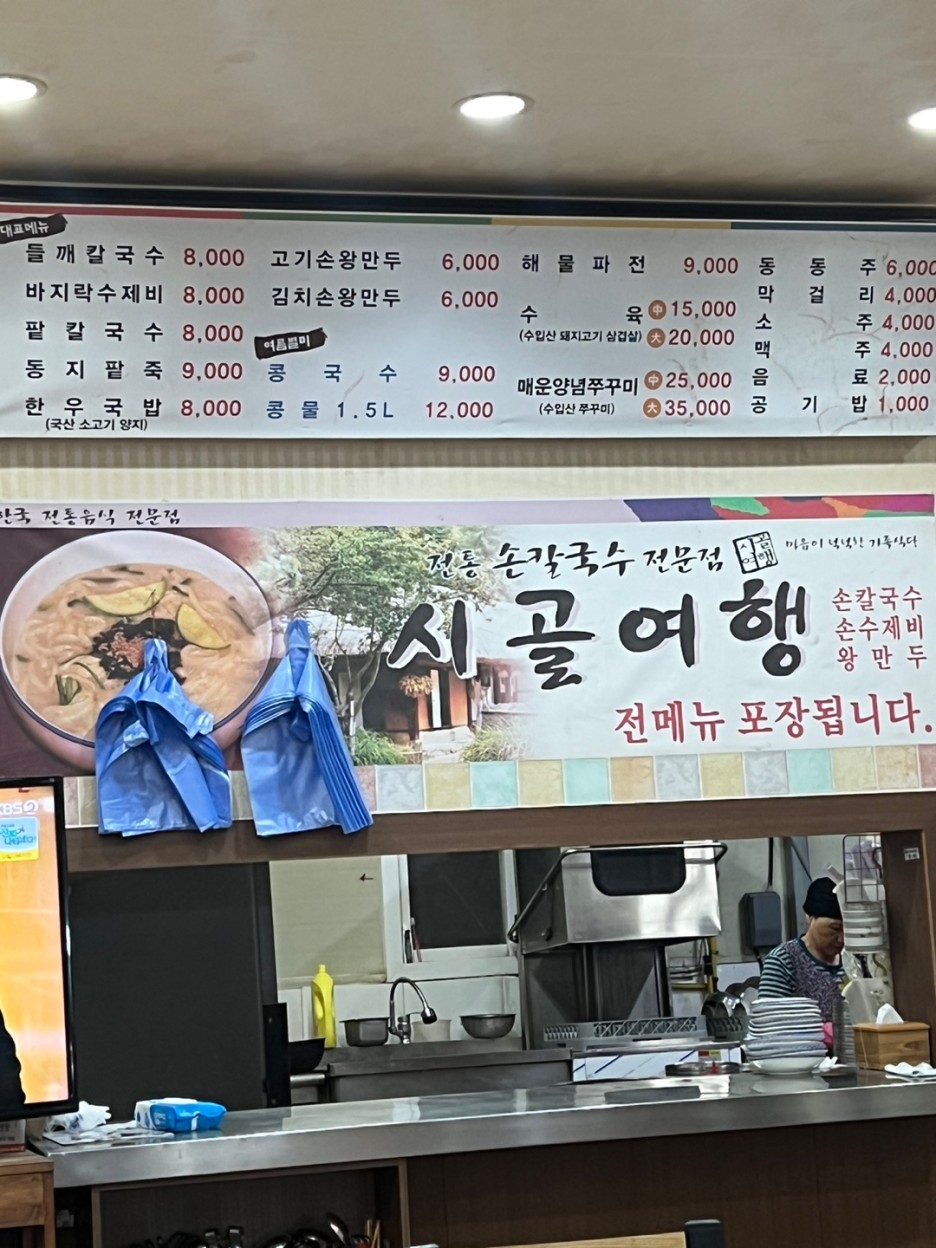 대표메뉴
들깨칼국수 8,000
바지락수제비 8,000
팥칼국수 8,000
동지팥죽 9,000
한우국밥 8,000
(국산 소고기 양지)
고기손왕만두 6,000
김치손왕만두 6,000
여름별미
콩국수 9,000
콩물 1.5L 12,000
해물파전 9,000
수육 中 15,000
(수입산 돼지고기 삼겹살) 大 20,000
매운양념쭈꾸미 中 25,000
(수입산 쭈꾸미) 大 35,000
동동주 6,000
막걸리 4,000
소주 4,000
맥주 4,000
음료 2,000
공기밥 1,000
한국 전통음식 전문점
전통 손칼국수 전문점
시골여행
마음이 넉넉한 가족식당
시골여행
손칼국수
손수제비
왕만두
전메뉴 포장됩니다.
KBS2